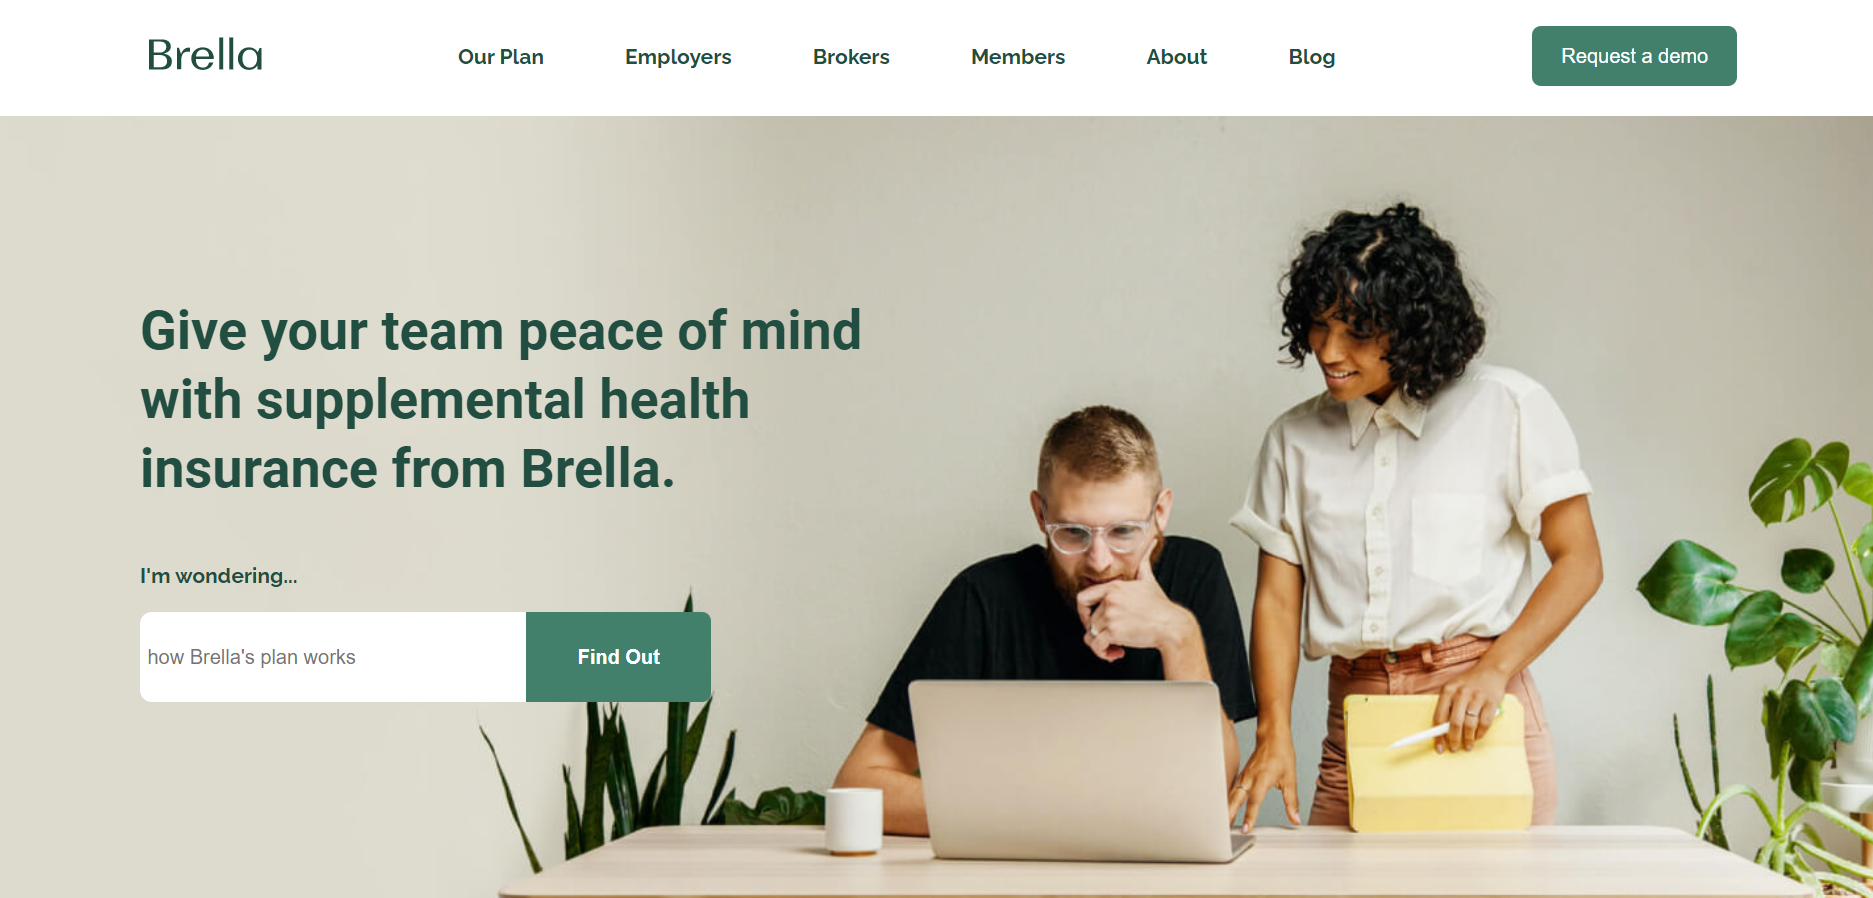 Brella
Our Plan
Employers
Brokers
Members
About
Blog
Request a demo
Give your team peace of mind
with supplemental health
insurance from Brella.
I'm wondering...
how Brella's plan works
Find Out